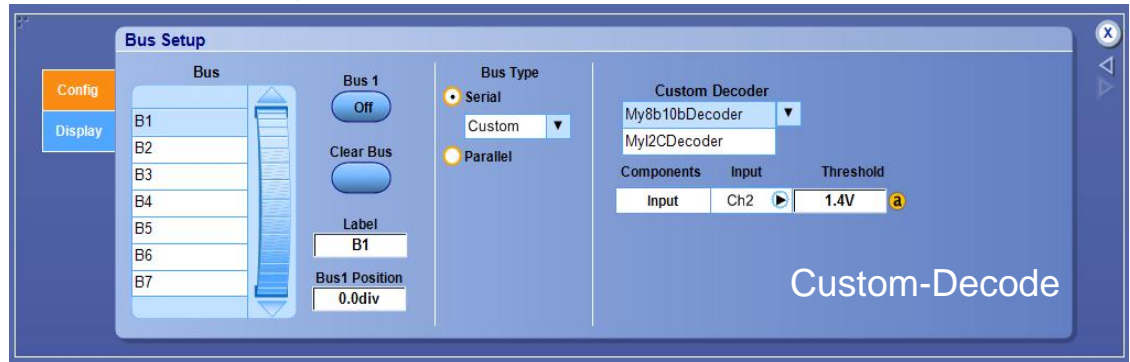 Bus Setup
Config
Display
Bus
B1
B2
B3
B4
B5
B6
B7
Bus 1
Off
Clear Bus
Label
B1
Bus1 Position
0.0div
Bus Type
Serial
Custom
Parallel
Custom Decoder
My8b10bDecoder
MyI2CDecoder
Components Input Threshold
Input Ch2 1.4V a
Custom-Decode
X